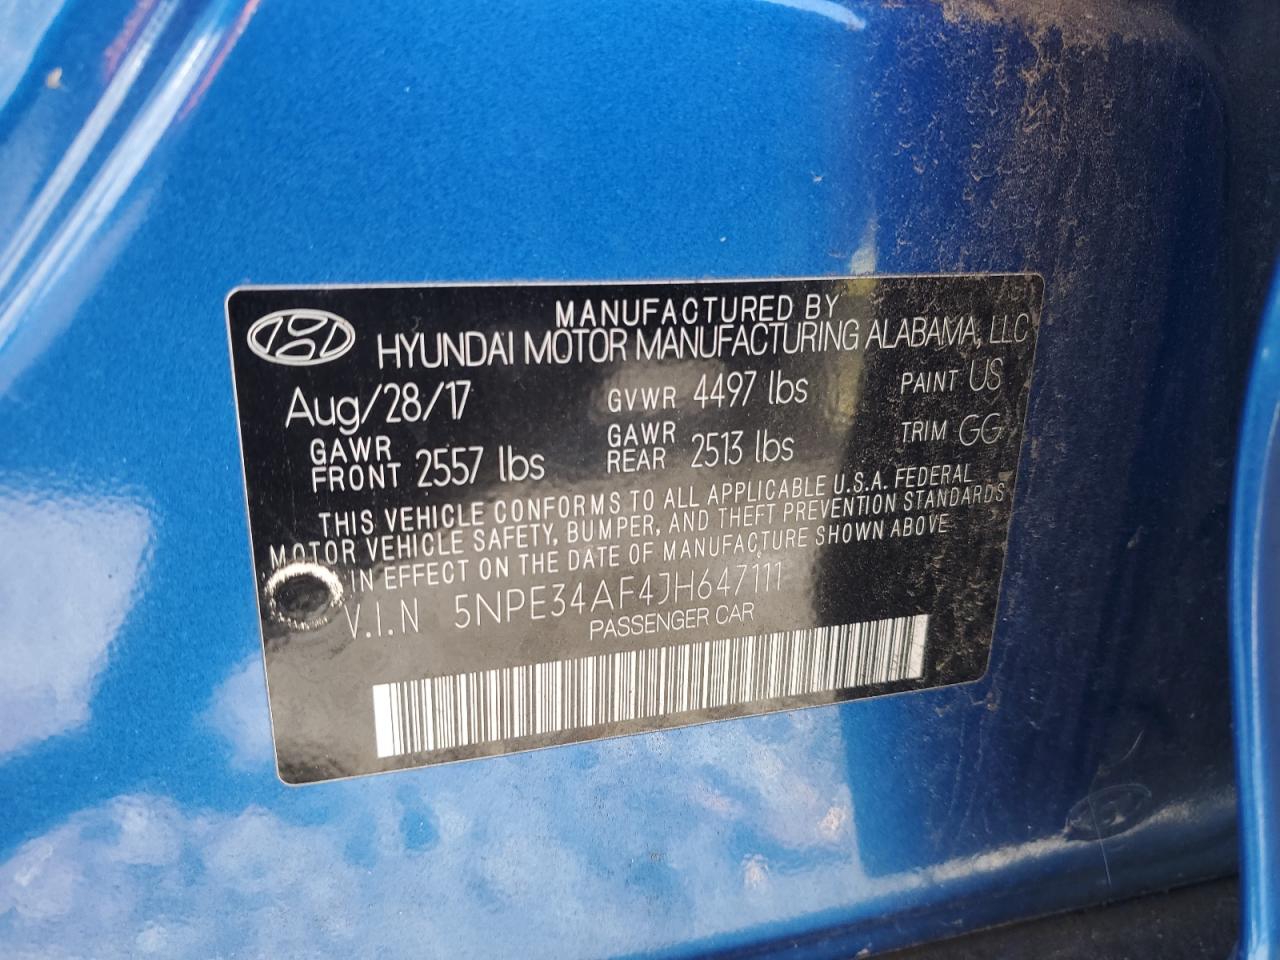 MANUFACTURED BY
HYUNDAI MOTOR MANUFACTURING ALABAMA, LLC
Aug/28/17 GVWR 4497 lbs PAINT US
GAWR FRONT 2557 lbs GAWR REAR 2513 lbs TRIM GG
THIS VEHICLE CONFORMS TO ALL APPLICABLE U.S.A. FEDERAL
MOTOR VEHICLE SAFETY, BUMPER, AND THEFT PREVENTION STANDARDS
IN EFFECT ON THE DATE OF MANUFACTURE SHOWN ABOVE
V.I.N 5NPE34AF4JH647111
PASSENGER CAR